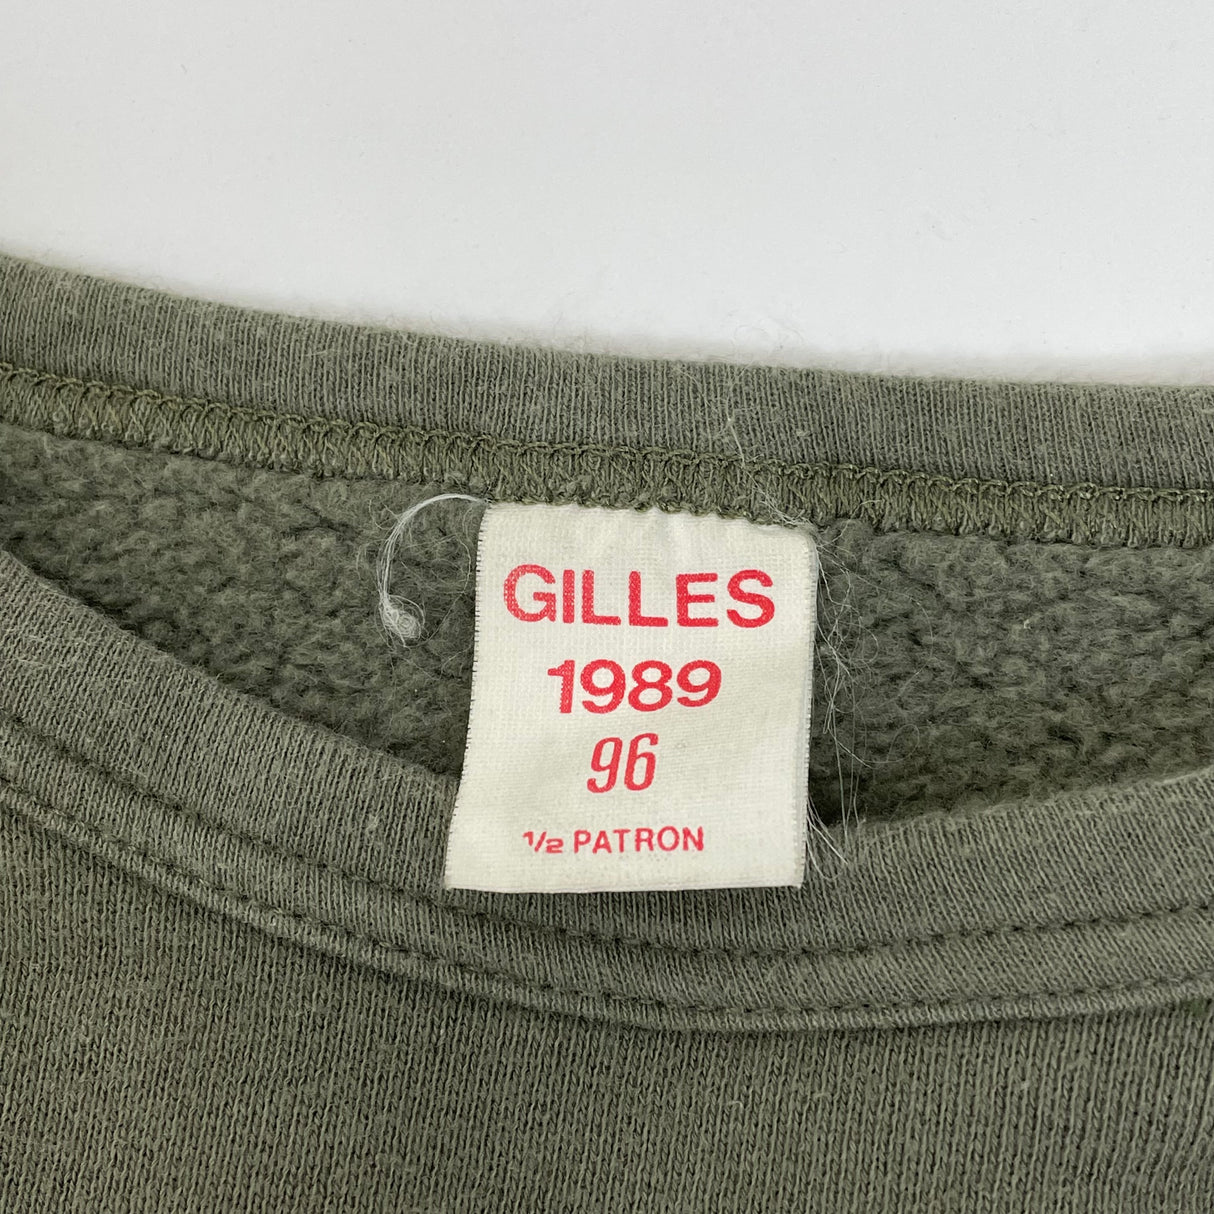 GILLES
1989
96
1/2 PATRON